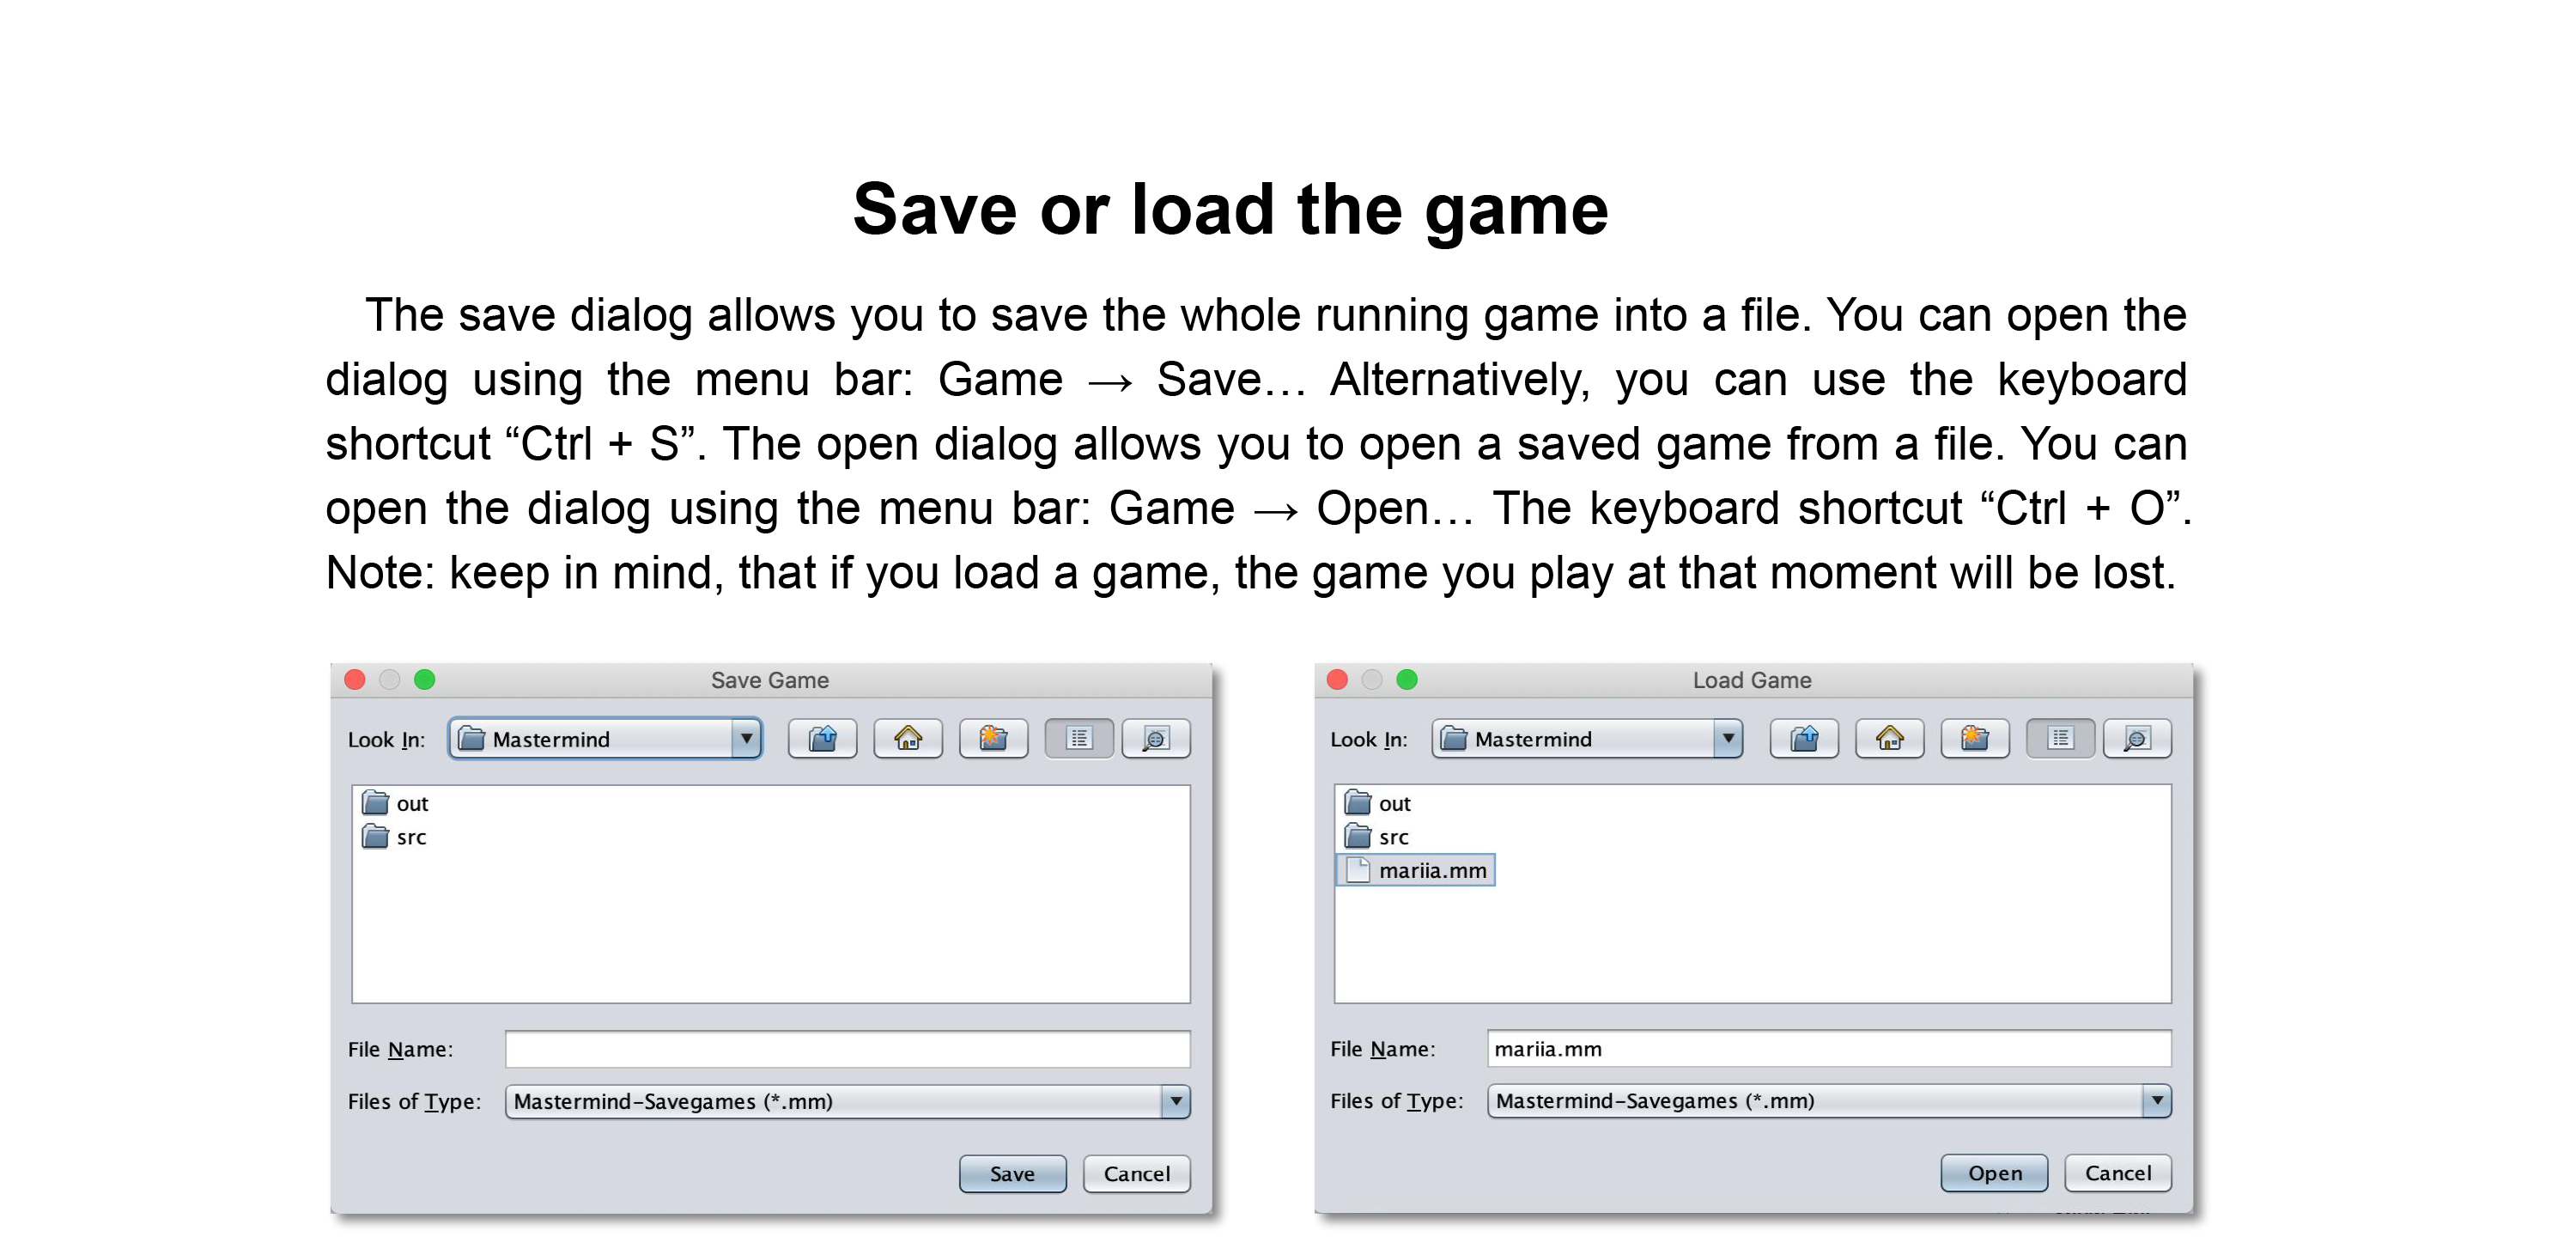 Save or load the game
The save dialog allows you to save the whole running game into a file. You can open the
dialog using the menu bar: Game → Save… Alternatively, you can use the keyboard
shortcut “Ctrl + S”. The open dialog allows you to open a saved game from a file. You can
open the dialog using the menu bar: Game → Open… The keyboard shortcut “Ctrl + O”.
Note: keep in mind, that if you load a game, the game you play at that moment will be lost.
Save Game
Look In: Mastermind
out
src
File Name:
Files of Type: Mastermind-Savegames (*.mm)
Save Cancel
Load Game
Look In: Mastermind
out
src
mariia.mm
File Name: mariia.mm
Files of Type: Mastermind-Savegames (*.mm)
Open Cancel